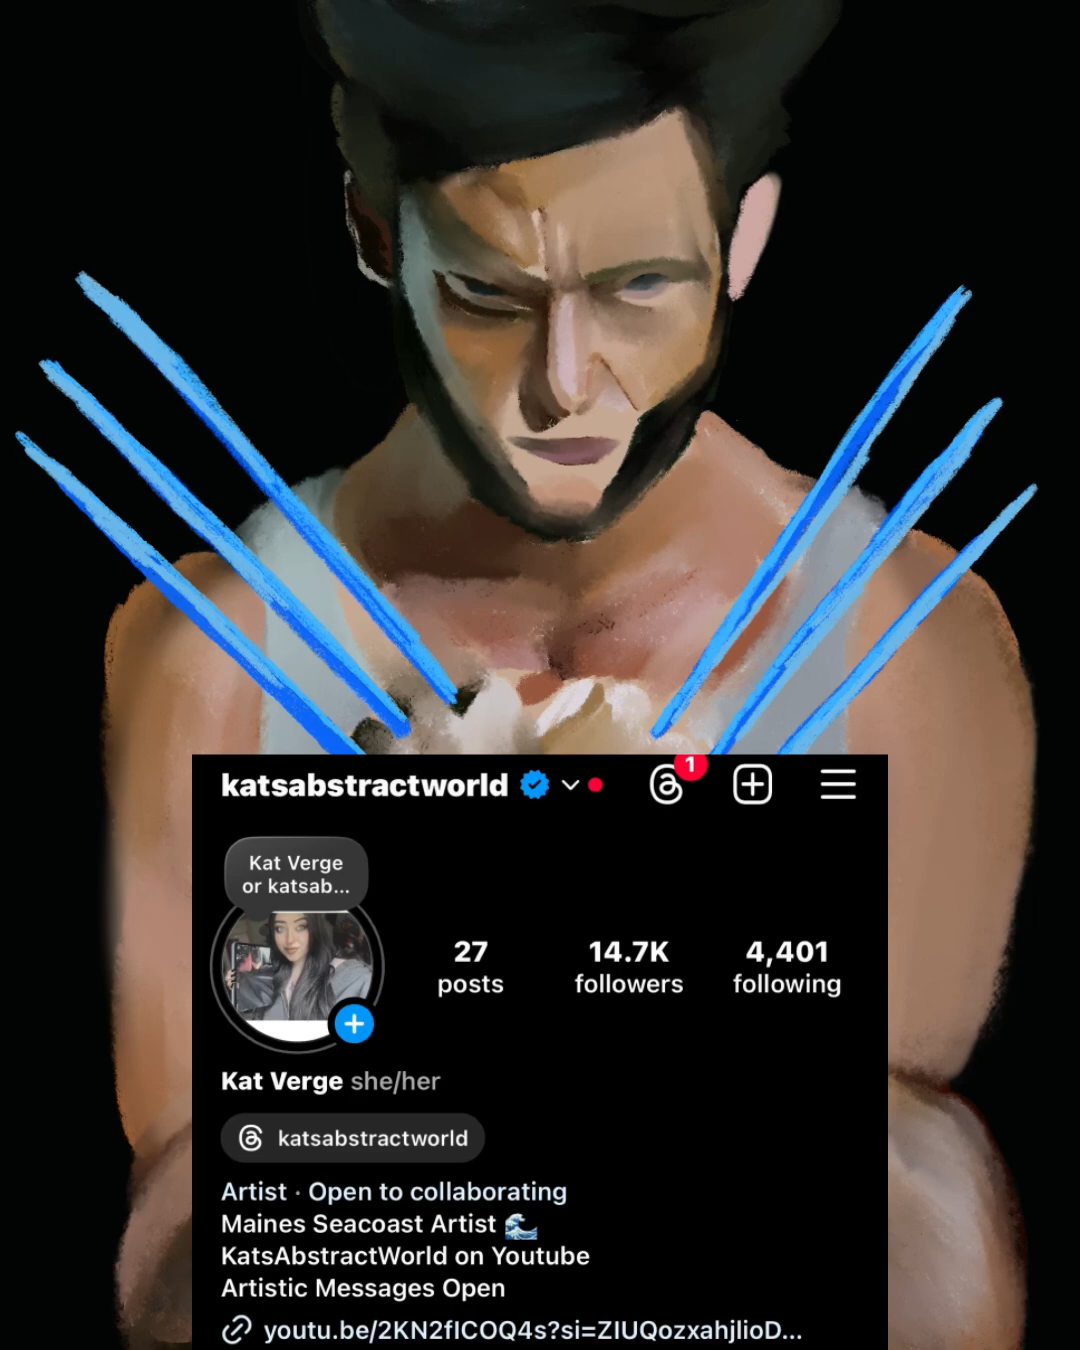 katsabstractworld
1
Kat Verge
or katsab...
27
posts
14.7K
followers
4,401
following
Kat Verge she/her
katsabstractworld
Artist · Open to collaborating
Maines Seacoast Artist 🌊
KatsAbstractWorld on Youtube
Artistic Messages Open
youtu.be/2KN2fICOQ4s?si=ZIUQozxahjlioD...